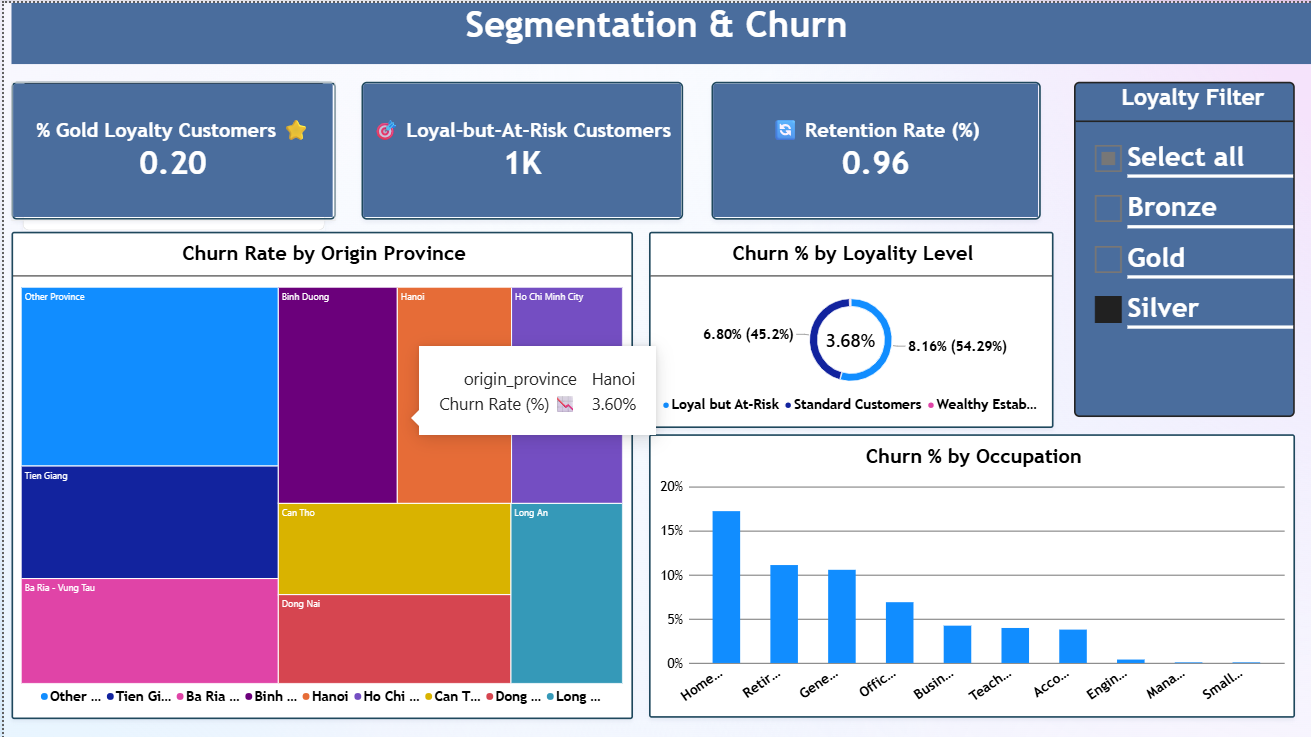 Segmentation & Churn
% Gold Loyalty Customers ⭐
0.20
🎯 Loyal-but-At-Risk Customers
1K
🔄 Retention Rate (%)
0.96
Loyalty Filter
Select all
Bronze
Gold
Silver
Churn Rate by Origin Province
Other Province
Binh Duong
Hanoi
Ho Chi Minh City
Tien Giang
Can Tho
Long An
Ba Ria - Vung Tau
Dong Nai
origin_province Hanoi
Churn Rate (%) 📉 3.60%
Other ... Tien Gi... Ba Ria ... Binh ... Hanoi Ho Chi ... Can T... Dong ... Long ...
Churn % by Loyality Level
6.80% (45.2%)
3.68%
8.16% (54.29%)
Loyal but At-Risk Standard Customers Wealthy Estab...
Churn % by Occupation
20%
15%
10%
5%
0%
Home... Retir... Gene... Offic... Busin... Teach... Acco... Engin... Mana... Small...